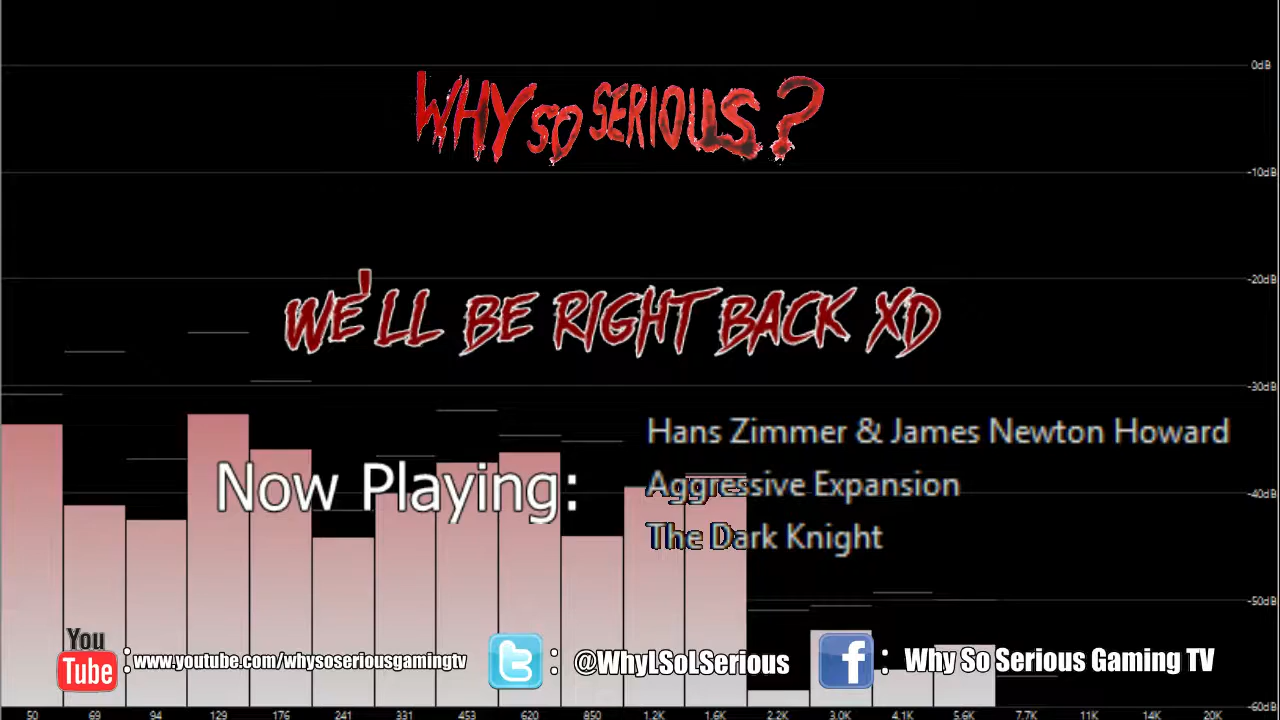 0dB
WHY SO SERIOUS?
-10dB
-20dB
WE'LL BE RIGHT BACK XD
-30dB
Hans Zimmer & James Newton Howard
Now Playing:
Aggressive Expansion
-40dB
The Dark Knight
-50dB
You Tube : www.youtube.com/whysoseriousgamingtv
: @WhyLSoLSerious
f : Why So Serious Gaming TV
-60dB
50 69 94 129 176 241 331 453 620 850 1.2K 1.6K 2.2K 3.0K 4.1K 5.6K 7.7K 11K 14K 20K